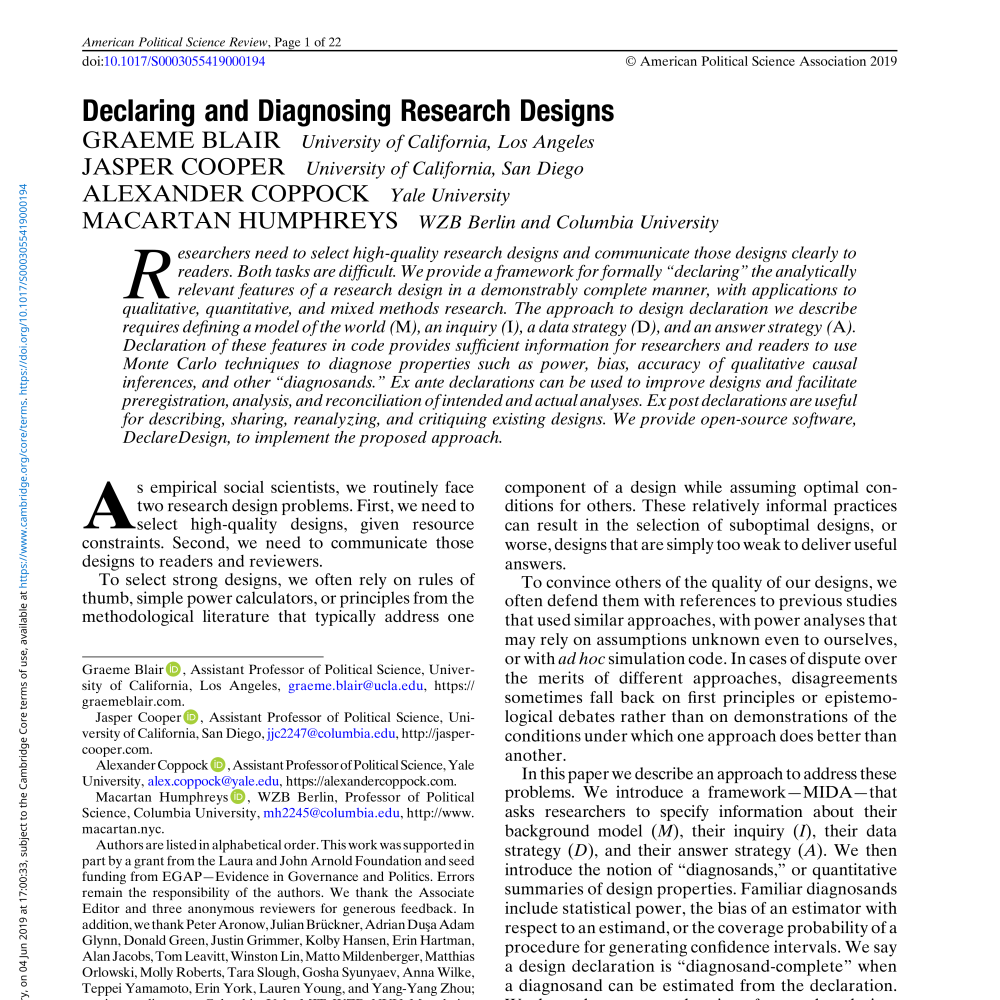 American Political Science Review, Page 1 of 22
doi:10.1017/S0003055419000194
© American Political Science Association 2019
Declaring and Diagnosing Research Designs
GRAEME BLAIR University of California, Los Angeles
JASPER COOPER University of California, San Diego
ALEXANDER COPPOCK Yale University
MACARTAN HUMPHREYS WZB Berlin and Columbia University
Researchers need to select high-quality research designs and communicate those designs clearly to
readers. Both tasks are difficult. We provide a framework for formally “declaring” the analytically
relevant features of a research design in a demonstrably complete manner, with applications to
qualitative, quantitative, and mixed methods research. The approach to design declaration we describe
requires defining a model of the world (M), an inquiry (I), a data strategy (D), and an answer strategy (A).
Declaration of these features in code provides sufficient information for researchers and readers to use
Monte Carlo techniques to diagnose properties such as power, bias, accuracy of qualitative causal
inferences, and other “diagnosands.” Ex ante declarations can be used to improve designs and facilitate
preregistration, analysis, and reconciliation of intended and actual analyses. Ex post declarations are useful
for describing, sharing, reanalyzing, and critiquing existing designs. We provide open-source software,
DeclareDesign, to implement the proposed approach.
As empirical social scientists, we routinely face
two research design problems. First, we need to
select high-quality designs, given resource
constraints. Second, we need to communicate those
designs to readers and reviewers.
To select strong designs, we often rely on rules of
thumb, simple power calculators, or principles from the
methodological literature that typically address one
Graeme Blair iD, Assistant Professor of Political Science, Univer-
sity of California, Los Angeles, graeme.blair@ucla.edu, https://
graemeblair.com.
Jasper Cooper iD, Assistant Professor of Political Science, Uni-
versity of California, San Diego, jjc2247@columbia.edu, http://jasper-
cooper.com.
Alexander Coppock iD, Assistant Professor of Political Science, Yale
University, alex.coppock@yale.edu, https://alexandercoppock.com.
Macartan Humphreys iD, WZB Berlin, Professor of Political
Science, Columbia University, mh2245@columbia.edu, http://www.
macartan.nyc.
Authors are listed in alphabetical order. This work was supported in
part by a grant from the Laura and John Arnold Foundation and seed
funding from EGAP—Evidence in Governance and Politics. Errors
remain the responsibility of the authors. We thank the Associate
Editor and three anonymous reviewers for generous feedback. In
addition, we thank Peter Aronow, Julian Brückner, Adrian Duşa Adam
Glynn, Donald Green, Justin Grimmer, Kolby Hansen, Erin Hartman,
Alan Jacobs, Tom Leavitt, Winston Lin, Matto Mildenberger, Matthias
Orlowski, Molly Roberts, Tara Slough, Gosha Syunyaev, Anna Wilke,
Teppei Yamamoto, Erin York, Lauren Young, and Yang-Yang Zhou;
component of a design while assuming optimal con-
ditions for others. These relatively informal practices
can result in the selection of suboptimal designs, or
worse, designs that are simply too weak to deliver useful
answers.
To convince others of the quality of our designs, we
often defend them with references to previous studies
that used similar approaches, with power analyses that
may rely on assumptions unknown even to ourselves,
or with ad hoc simulation code. In cases of dispute over
the merits of different approaches, disagreements
sometimes fall back on first principles or epistemo-
logical debates rather than on demonstrations of the
conditions under which one approach does better than
another.
In this paper we describe an approach to address these
problems. We introduce a framework—MIDA—that
asks researchers to specify information about their
background model (M), their inquiry (I), their data
strategy (D), and their answer strategy (A). We then
introduce the notion of “diagnosands,” or quantitative
summaries of design properties. Familiar diagnosands
include statistical power, the bias of an estimator with
respect to an estimand, or the coverage probability of a
procedure for generating confidence intervals. We say
a design declaration is “diagnosand-complete” when
a diagnosand can be estimated from the declaration.
y, on 04 Jun 2019 at 17:00:33, subject to the Cambridge Core terms of use, available at https://www.cambridge.org/core/terms. https://doi.org/10.1017/S0003055419000194